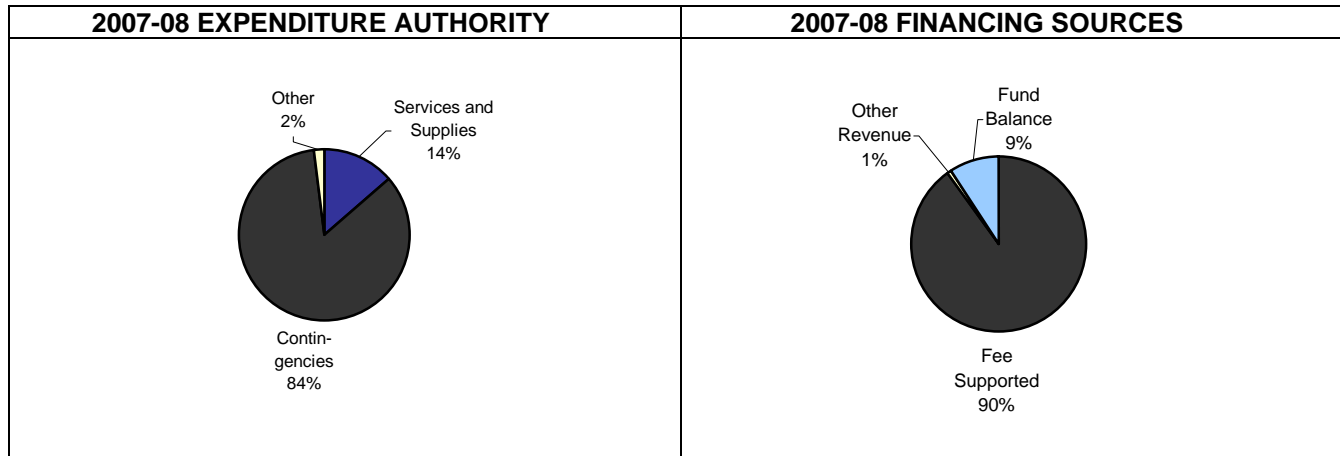 2007-08 EXPENDITURE AUTHORITY
Other
2%
Services and
Supplies
14%
Contin-
gencies
84%
2007-08 FINANCING SOURCES
Other
Revenue
1%
Fund
Balance
9%
Fee
Supported
90%